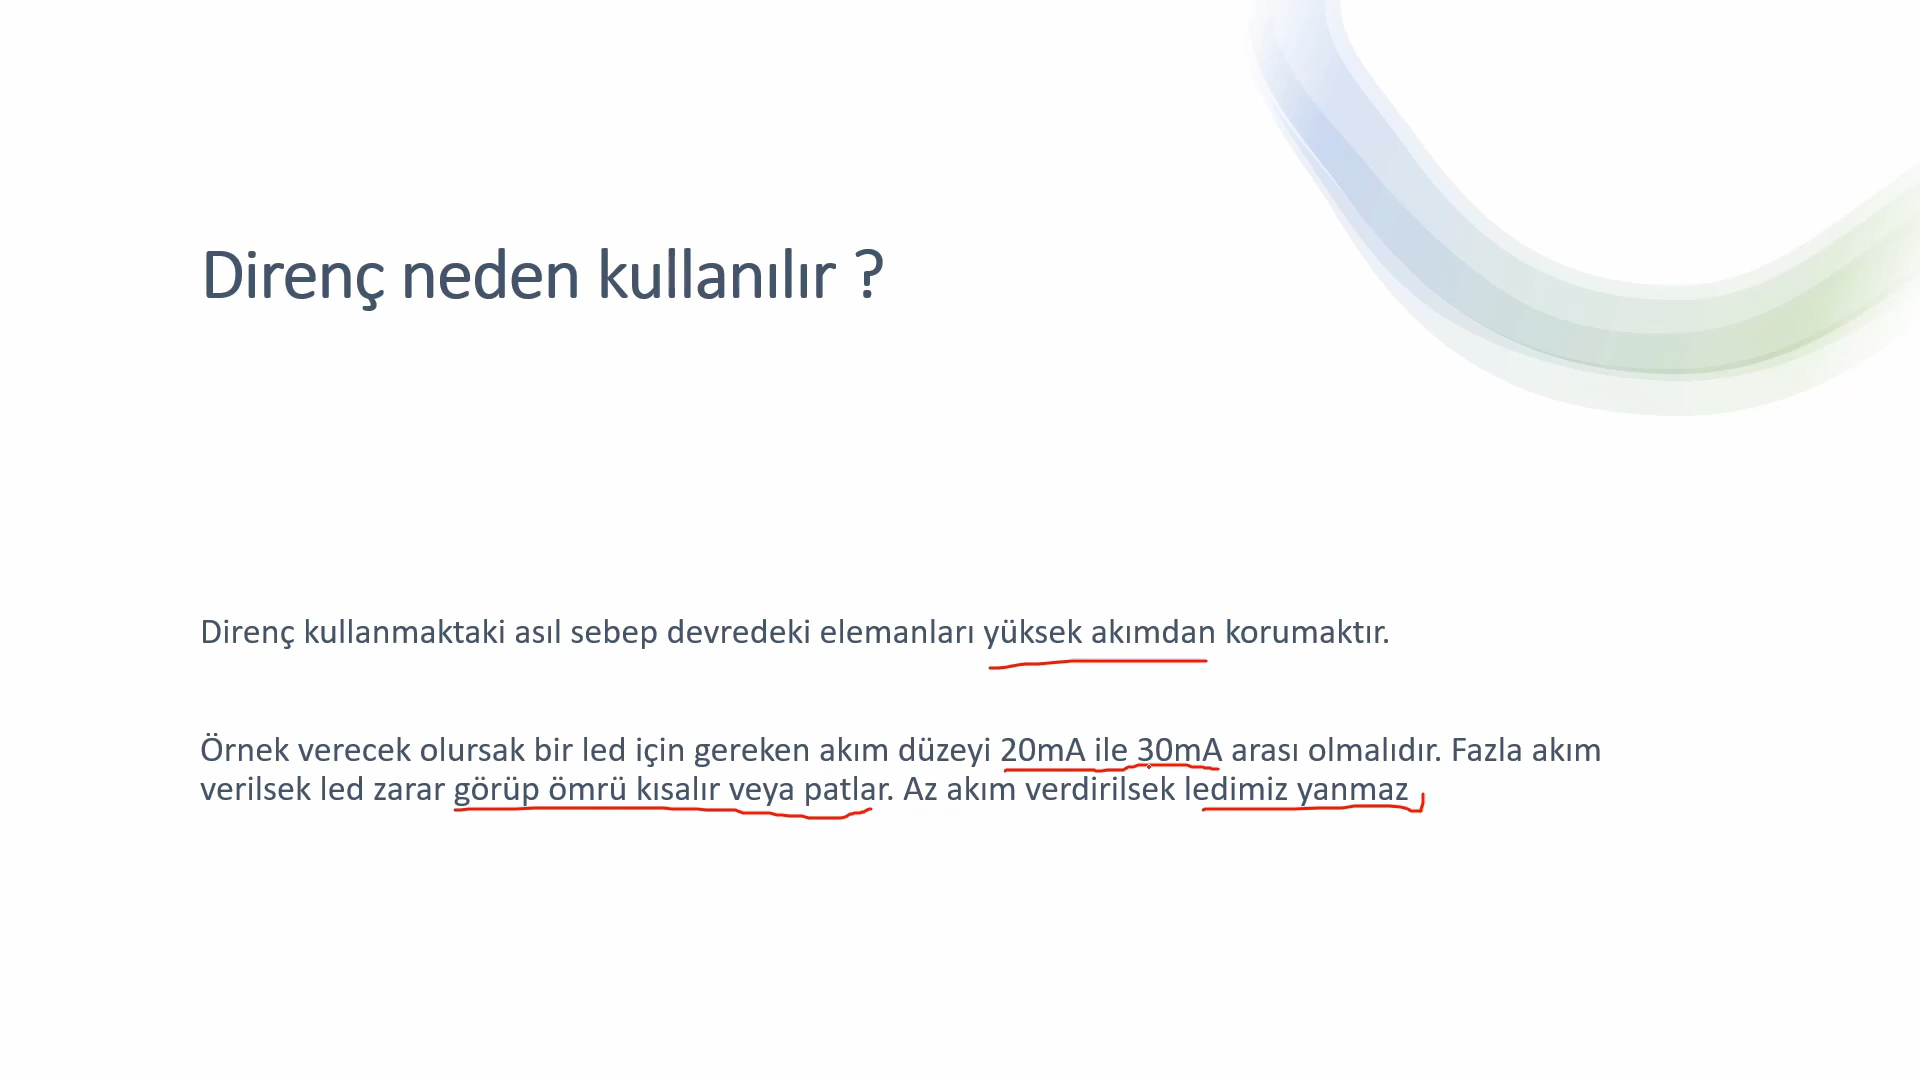 Direnç neden kullanılır ?
Direnç kullanmaktaki asıl sebep devredeki elemanları yüksek akımdan korumaktır.
Örnek verecek olursak bir led için gereken akım düzeyi 20mA ile 30mA arası olmalıdır. Fazla akım
verilsek led zarar görüp ömrü kısalır veya patlar. Az akım verdirilsek ledimiz yanmaz